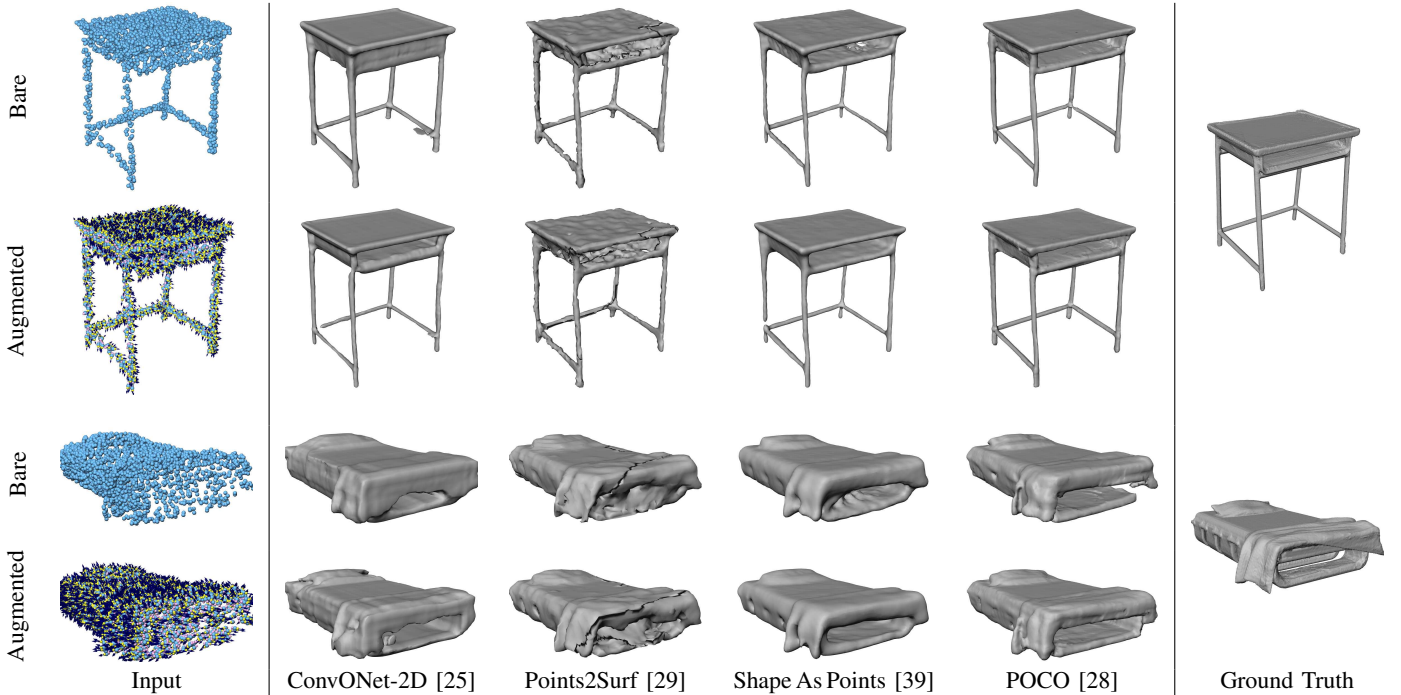 Bare
Augmented
Bare
Augmented
Input
ConvONet-2D [25]
Points2Surf [29]
Shape As Points [39]
POCO [28]
Ground Truth